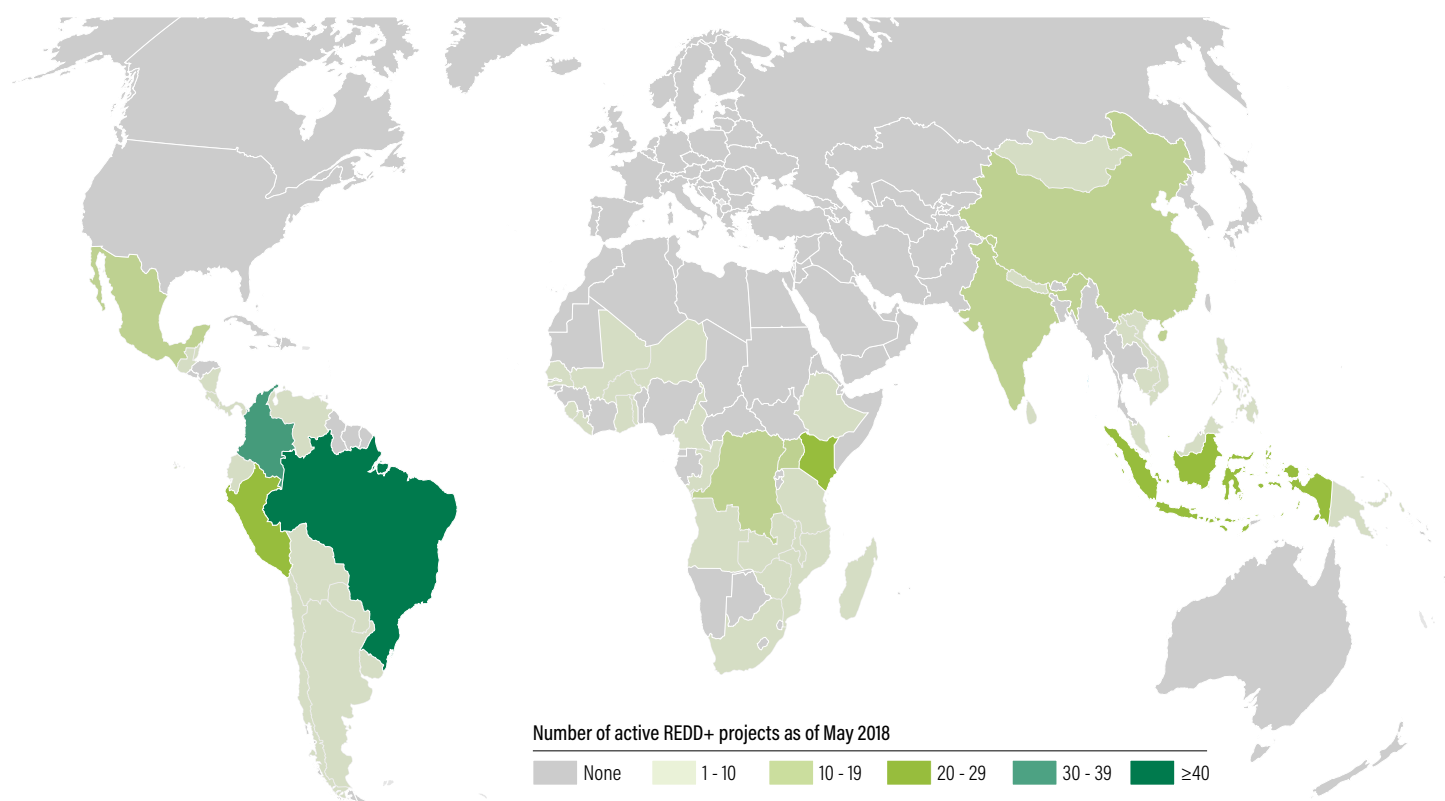 Number of active REDD+ projects as of May 2018
None 1 - 10 10 - 19 20 - 29 30 - 39 ≥40